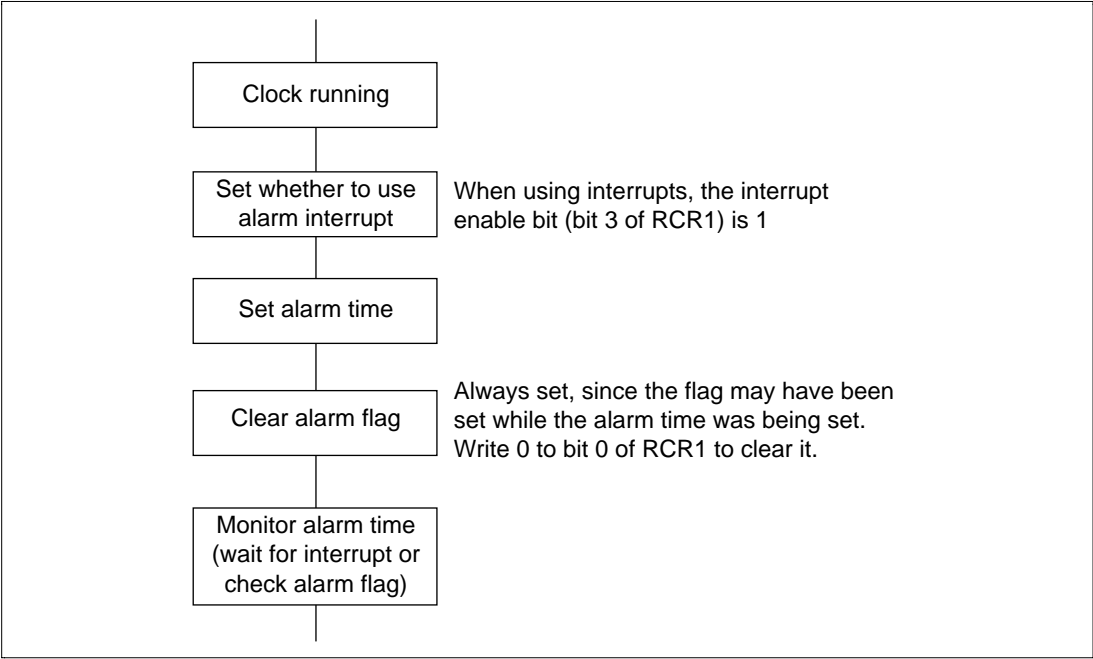 Clock running
Set whether to use
alarm interrupt
When using interrupts, the interrupt
enable bit (bit 3 of RCR1) is 1
Set alarm time
Clear alarm flag
Always set, since the flag may have been
set while the alarm time was being set.
Write 0 to bit 0 of RCR1 to clear it.
Monitor alarm time
(wait for interrupt or
check alarm flag)